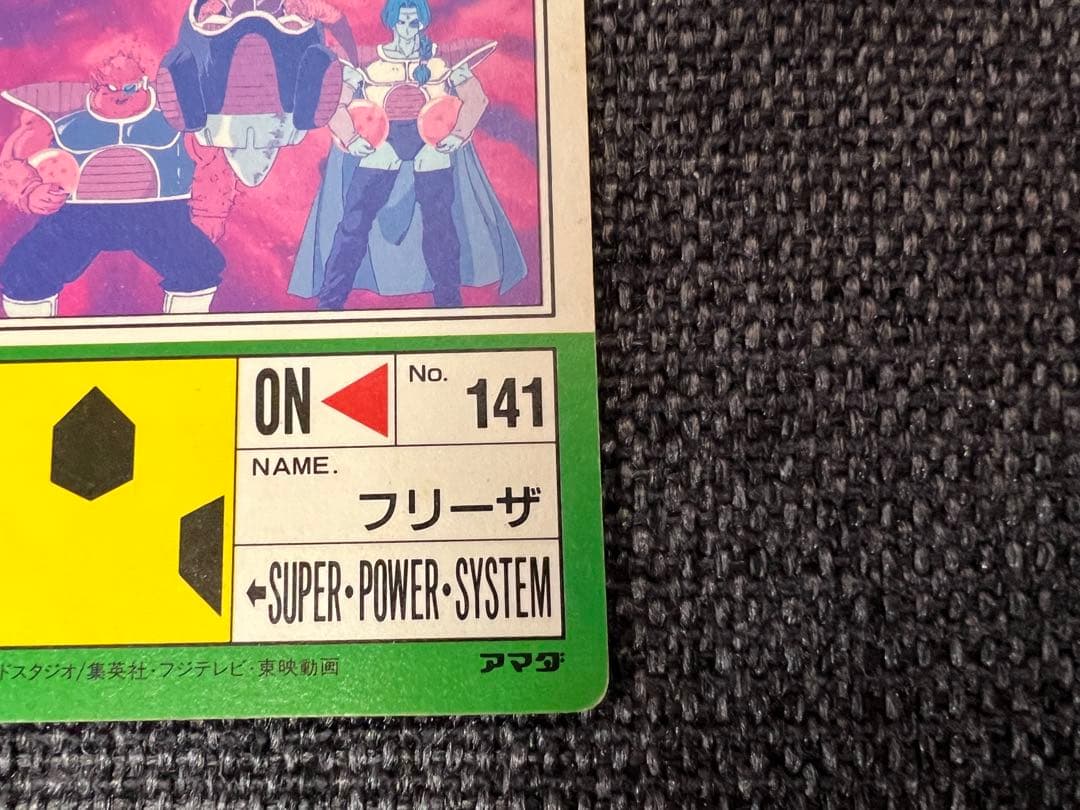 ON
No. 141
NAME.
フリーザ
SUPER・POWER・SYSTEM
ドスタジオ/集英社・フジテレビ・東映動画
アマダ